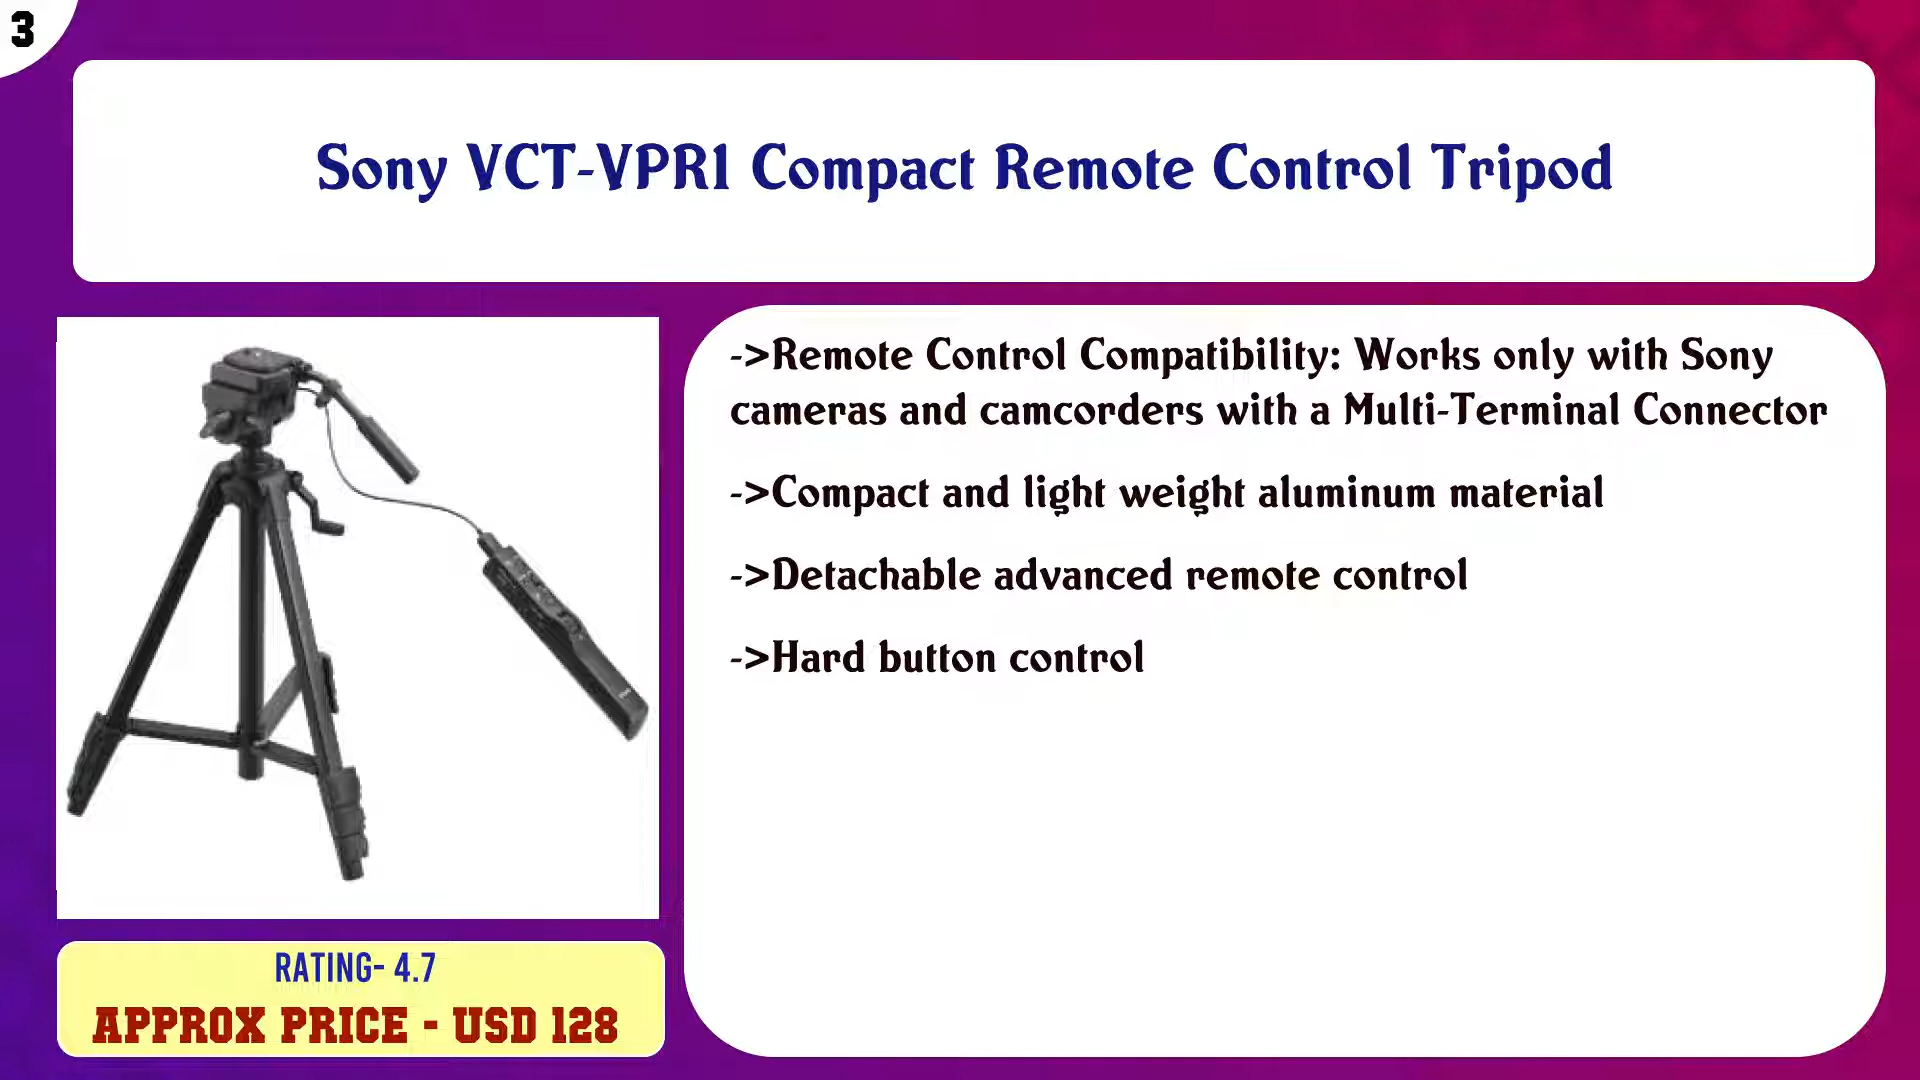 3
Sony VCT-VPR1 Compact Remote Control Tripod
->Remote Control Compatibility: Works only with Sony
cameras and camcorders with a Multi-Terminal Connector
->Compact and light weight aluminum material
->Detachable advanced remote control
->Hard button control
RATING- 4.7
APPROX PRICE - USD 128